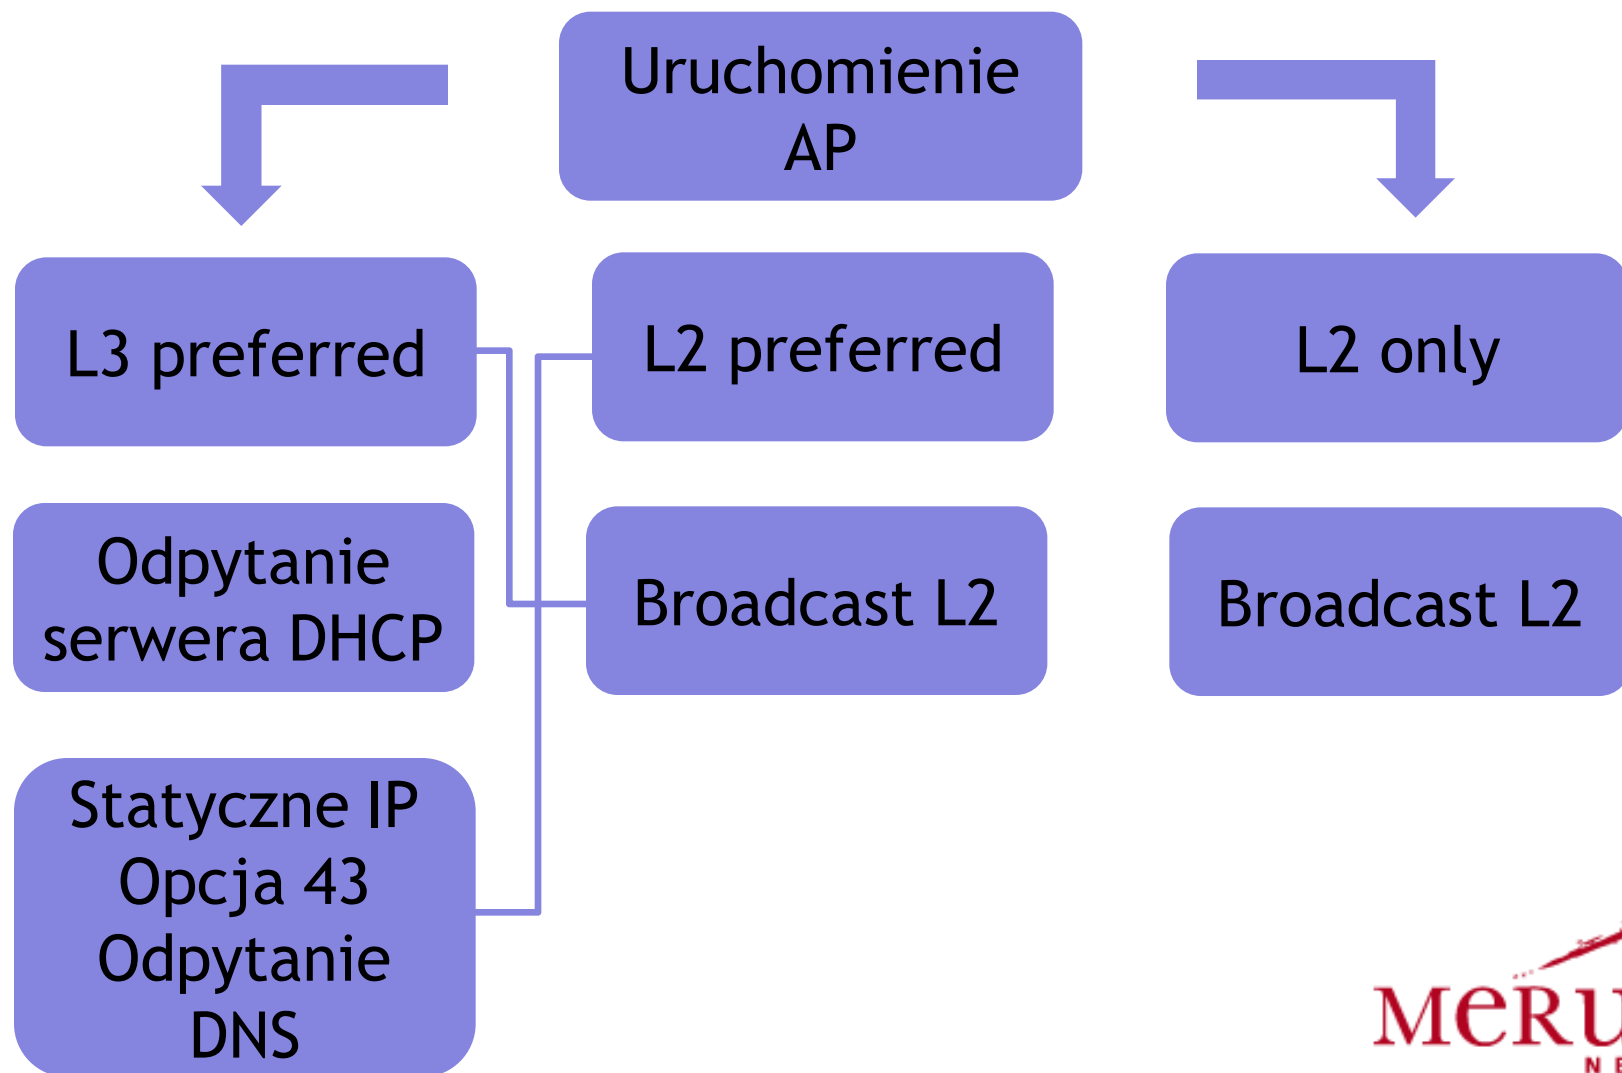 Uruchomienie
AP
L3 preferred
L2 preferred
L2 only
Odpytanie
serwera DHCP
Broadcast L2
Broadcast L2
Statyczne IP
Opcja 43
Odpytanie
DNS